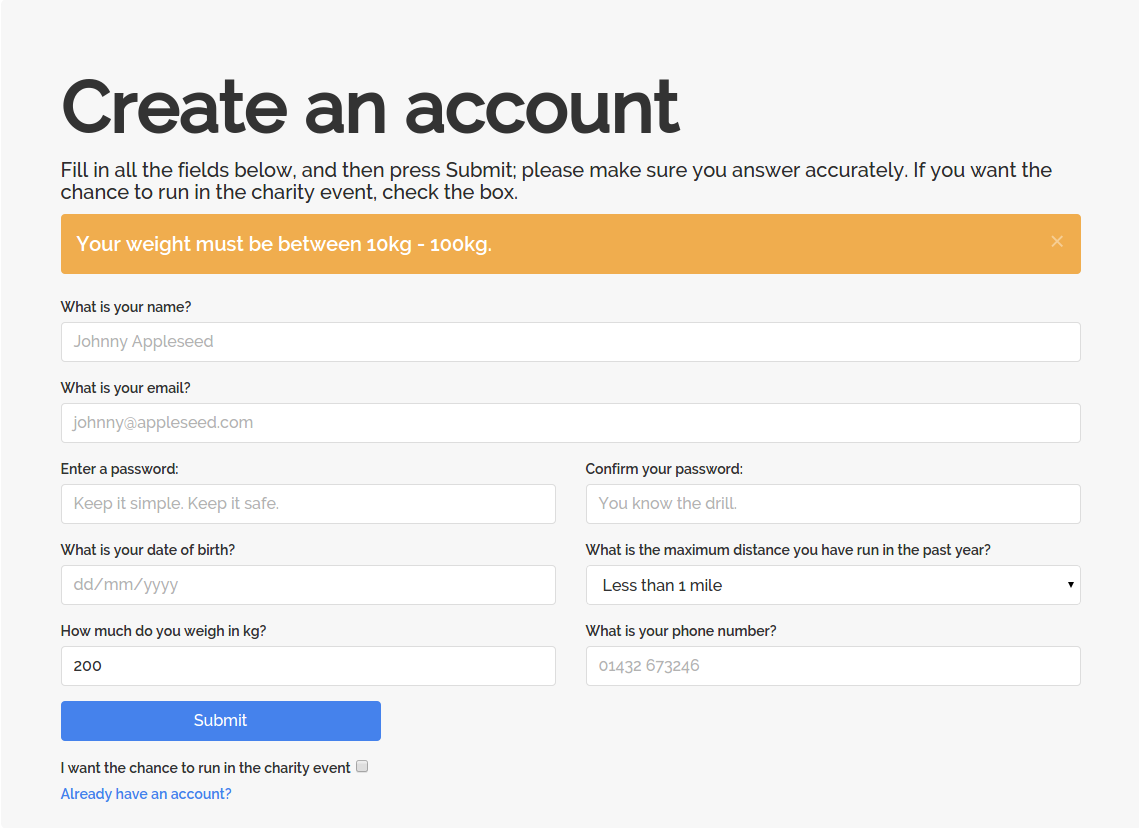 Create an account
Fill in all the fields below, and then press Submit; please make sure you answer accurately. If you want the
chance to run in the charity event, check the box.
Your weight must be between 10kg - 100kg.
×
What is your name?
Johnny Appleseed
What is your email?
johnny@appleseed.com
Enter a password:
Confirm your password:
Keep it simple. Keep it safe.
You know the drill.
What is your date of birth?
What is the maximum distance you have run in the past year?
dd/mm/yyyy
Less than 1 mile
How much do you weigh in kg?
What is your phone number?
200
01432 673246
Submit
I want the chance to run in the charity event
Already have an account?